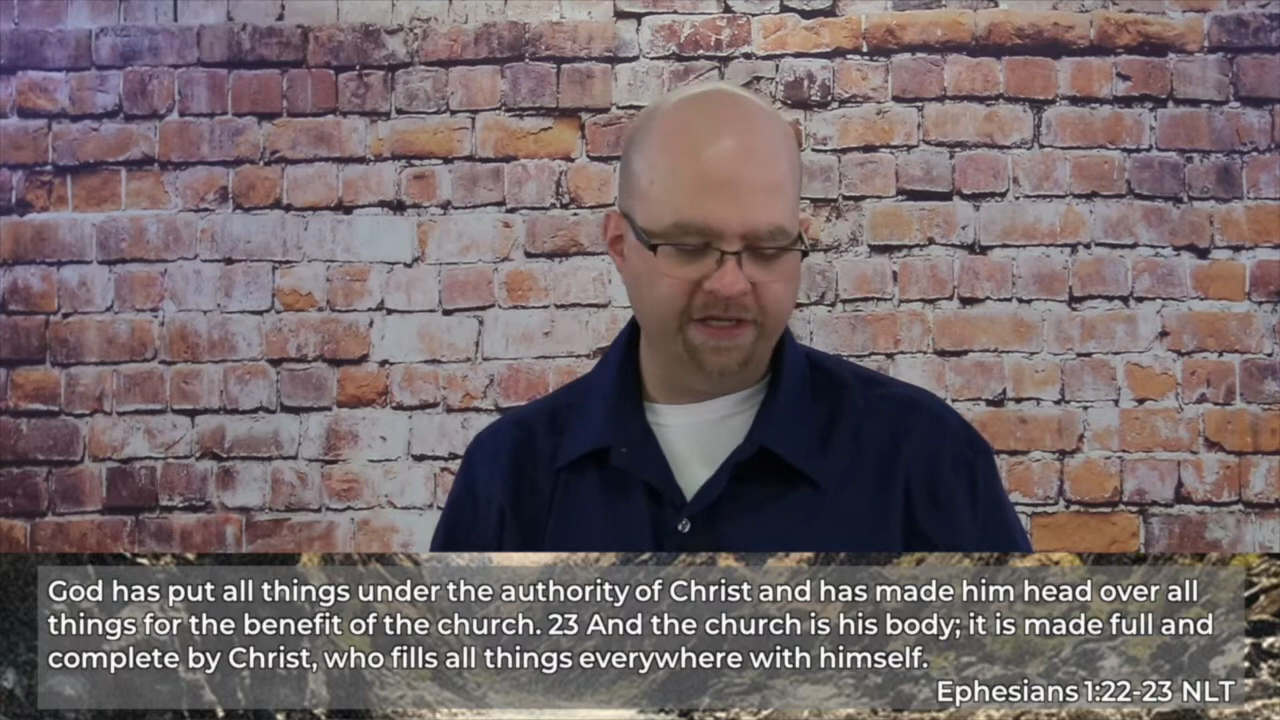 God has put all things under the authority of Christ and has made him head over all
things for the benefit of the church. 23 And the church is his body; it is made full and
complete by Christ, who fills all things everywhere with himself.
Ephesians 1:22-23 NLT